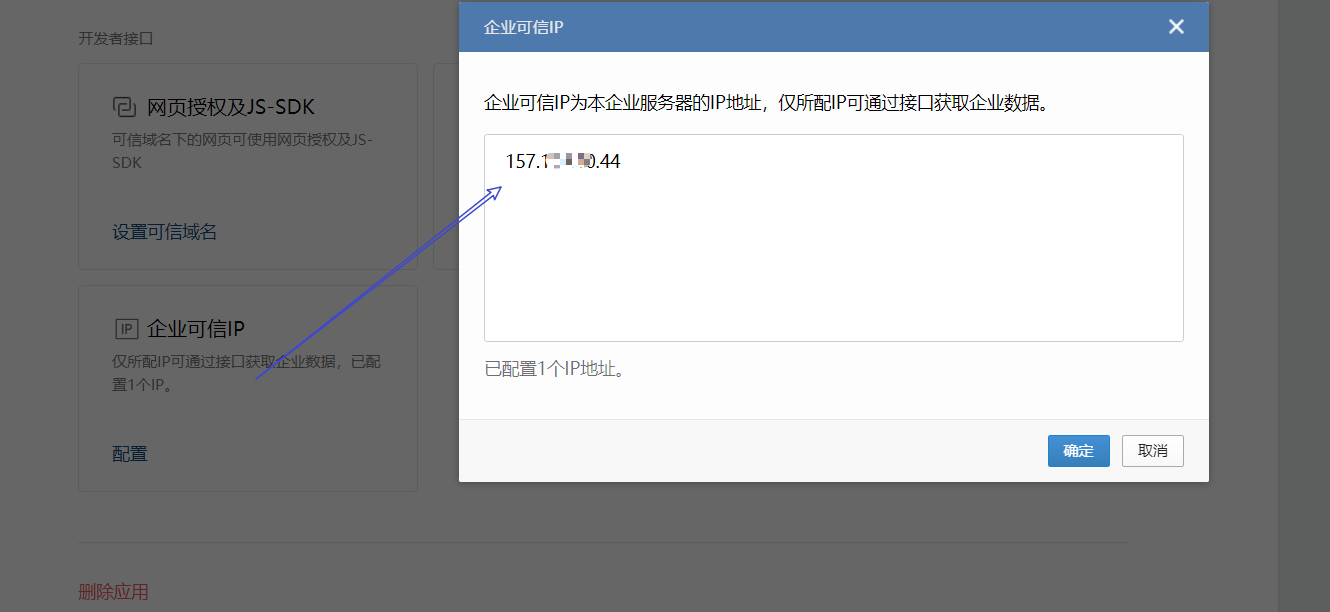 开发者接口
网页授权及JS-SDK
可信域名下的网页可使用网页授权及JS-
SDK
设置可信域名
IP 企业可信IP
仅所配IP可通过接口获取企业数据，已配
置1个IP。
配置
删除应用
企业可信IP
企业可信IP为本企业服务器的IP地址，仅所配IP可通过接口获取企业数据。
157.1 0.44
已配置1个IP地址。
确定 取消